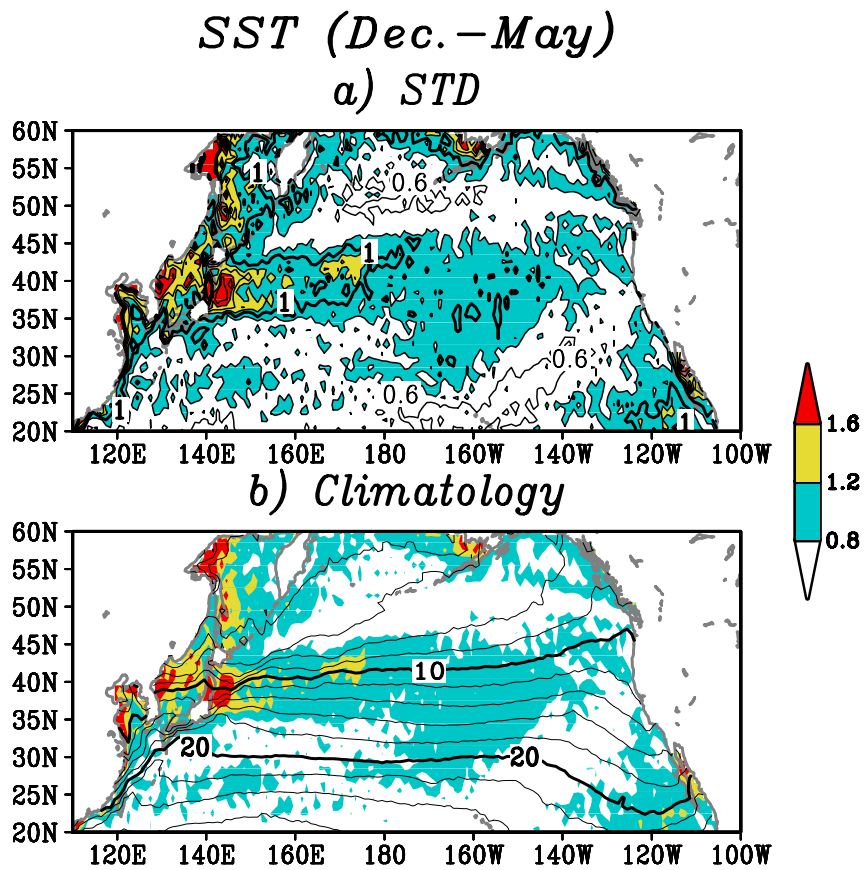 SST (Dec.-May)
a) STD
60N
55N
50N
45N
40N
35N
30N
25N
20N
1
0.6
1
1
0.6
0.6
1
1
120E 140E 160E 180 160W 140W 120W 100W
1.6
1.2
0.8
b) Climatology
60N
55N
50N
45N
40N
35N
30N
25N
20N
10
20
20
120E 140E 160E 180 160W 140W 120W 100W